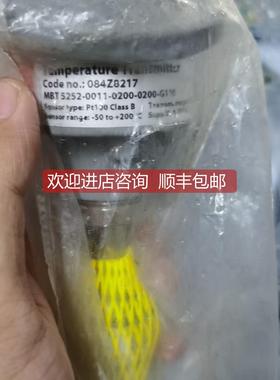 Temperature Transmitter
Code no.: 084Z8217
MBT 5252-0011-0200-0200-G
Sensor type: Pt100 Class B
Sensor range: -50 to +200 °C
欢迎进店咨询 顺丰包邮